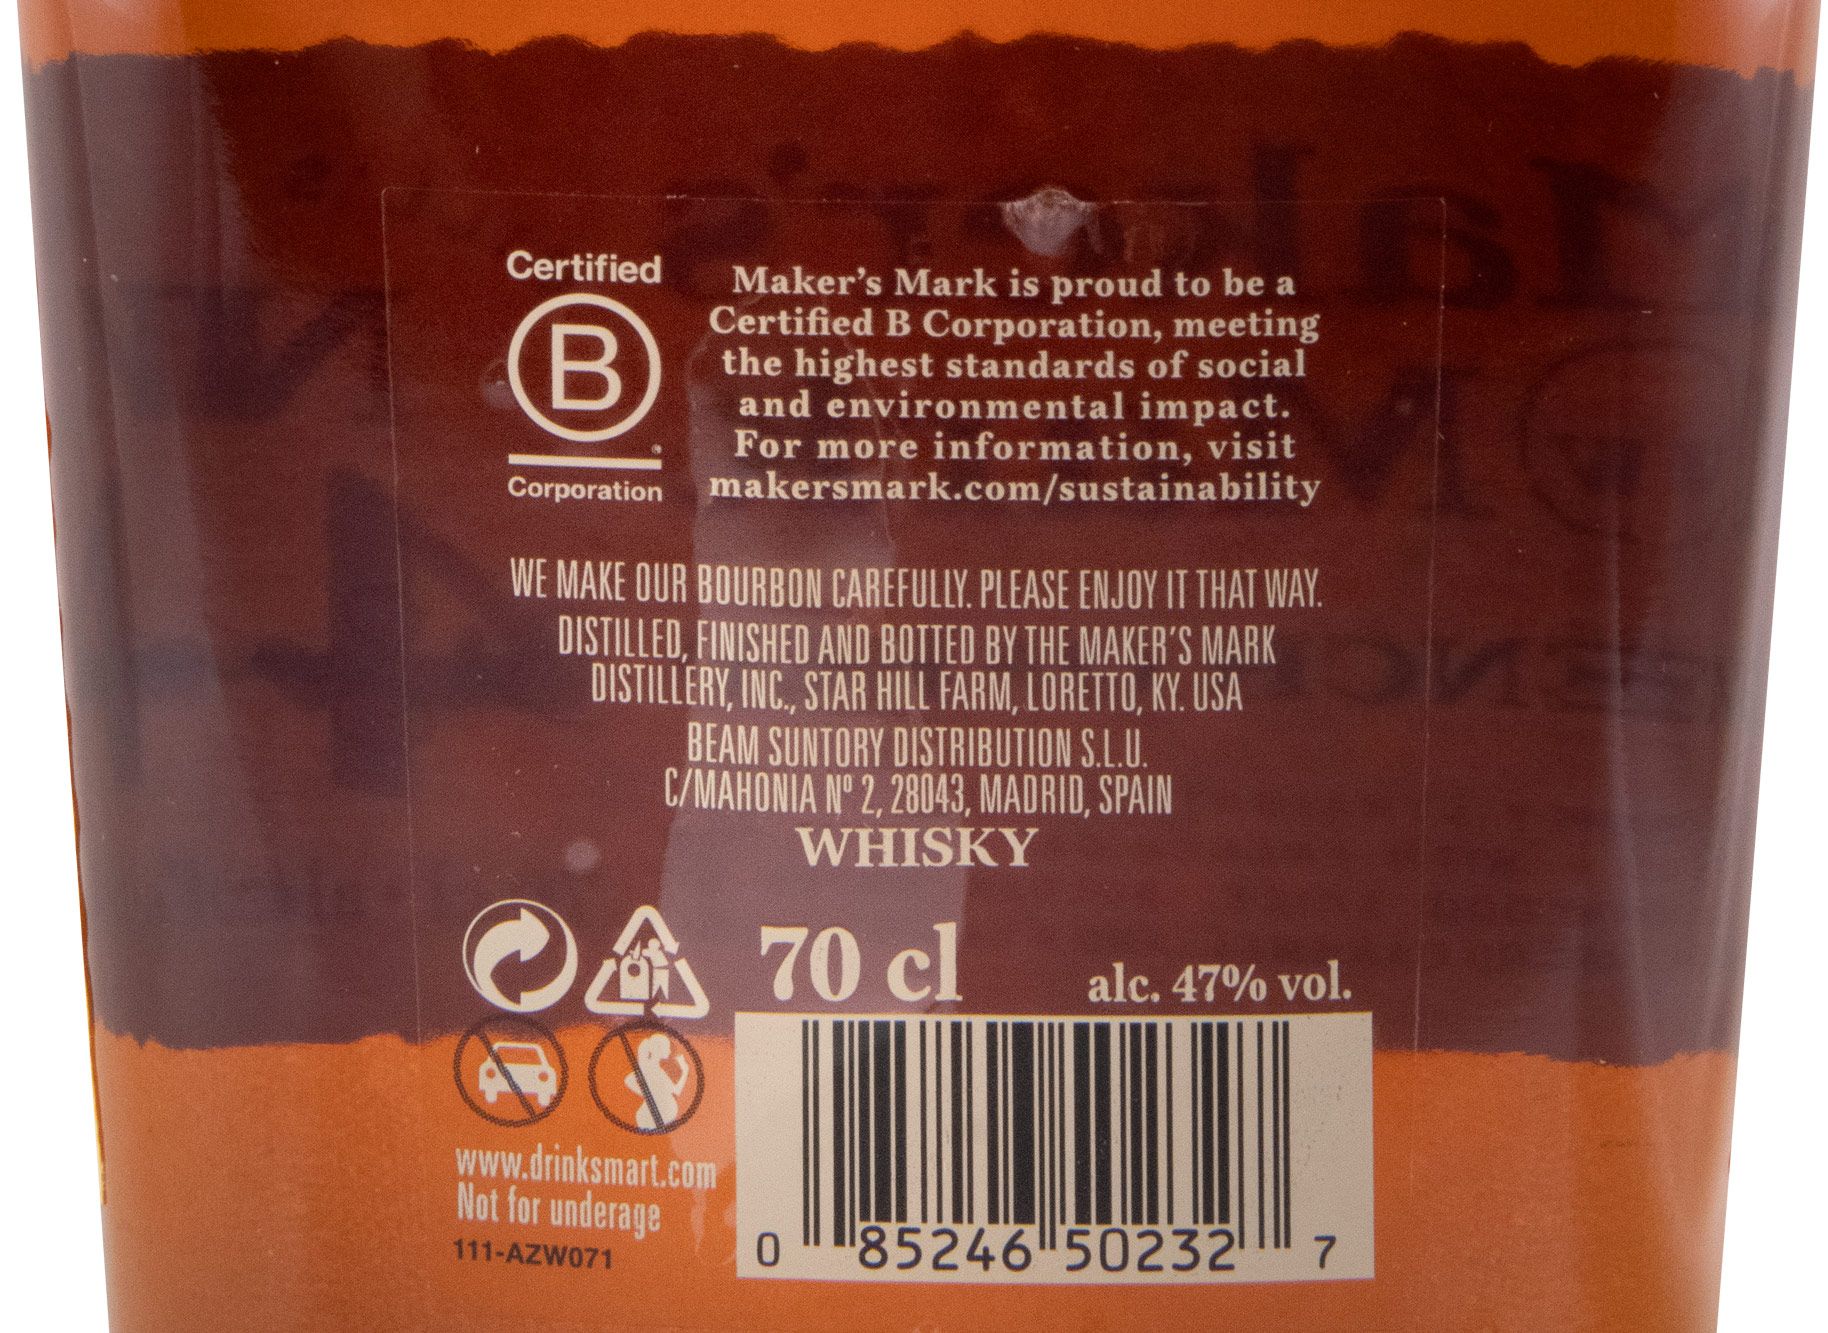 Certified
B
Corporation
Maker's Mark is proud to be a
Certified B Corporation, meeting
the highest standards of social
and environmental impact.
For more information, visit
makersmark.com/sustainability
WE MAKE OUR BOURBON CAREFULLY. PLEASE ENJOY IT THAT WAY.
DISTILLED, FINISHED AND BOTTED BY THE MAKER'S MARK
DISTILLERY, INC., STAR HILL FARM, LORETTO, KY. USA
BEAM SUNTORY DISTRIBUTION S.L.U.
C/MAHONIA Nº 2, 28043, MADRID, SPAIN
WHISKY
70 cl
alc. 47% vol.
www.drinksmart.com
Not for underage
111-AZW071
0 85246 50232 7